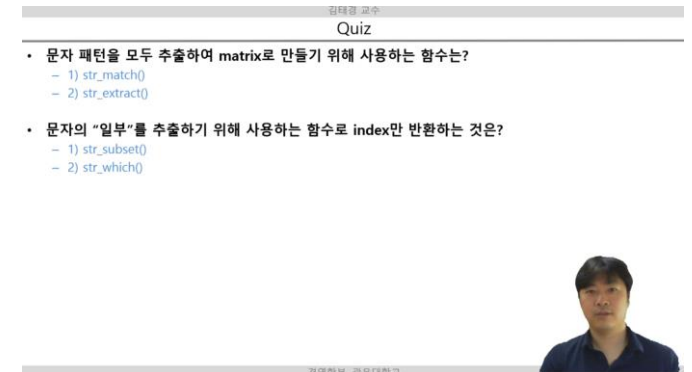 김태경 교수
Quiz
• 문자 패턴을 모두 추출하여 matrix로 만들기 위해 사용하는 함수는?
– 1) str_match()
– 2) str_extract()
• 문자의 “일부”를 추출하기 위해 사용하는 함수로 index만 반환하는 것은?
– 1) str_subset()
– 2) str_which()